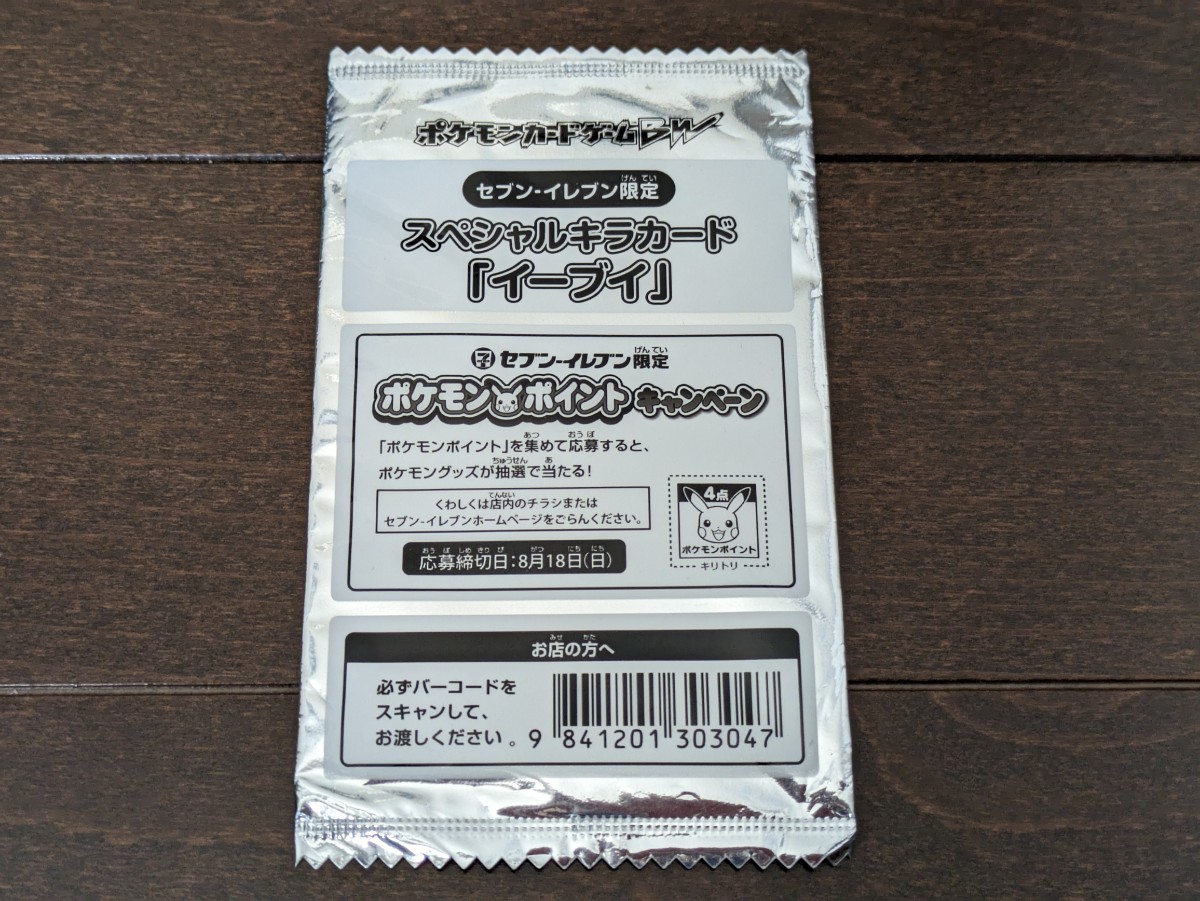 ポケモンカードゲームBW
セブン-イレブン限定
スペシャルキラカード
「イーブイ」
セブン-イレブン限定
ポケモンポイントキャンペーン
「ポケモンポイント」を集めて応募すると、
ポケモングッズが抽選で当たる!
くわしくは店内のチラシまたは
セブン-イレブンホームページをごらんください。
応募締切日:8月18日(日)
4点
ポケモンポイント
キリトリ
お店の方へ
必ずバーコードを
スキャンして、
お渡しください。
9 841201 303047